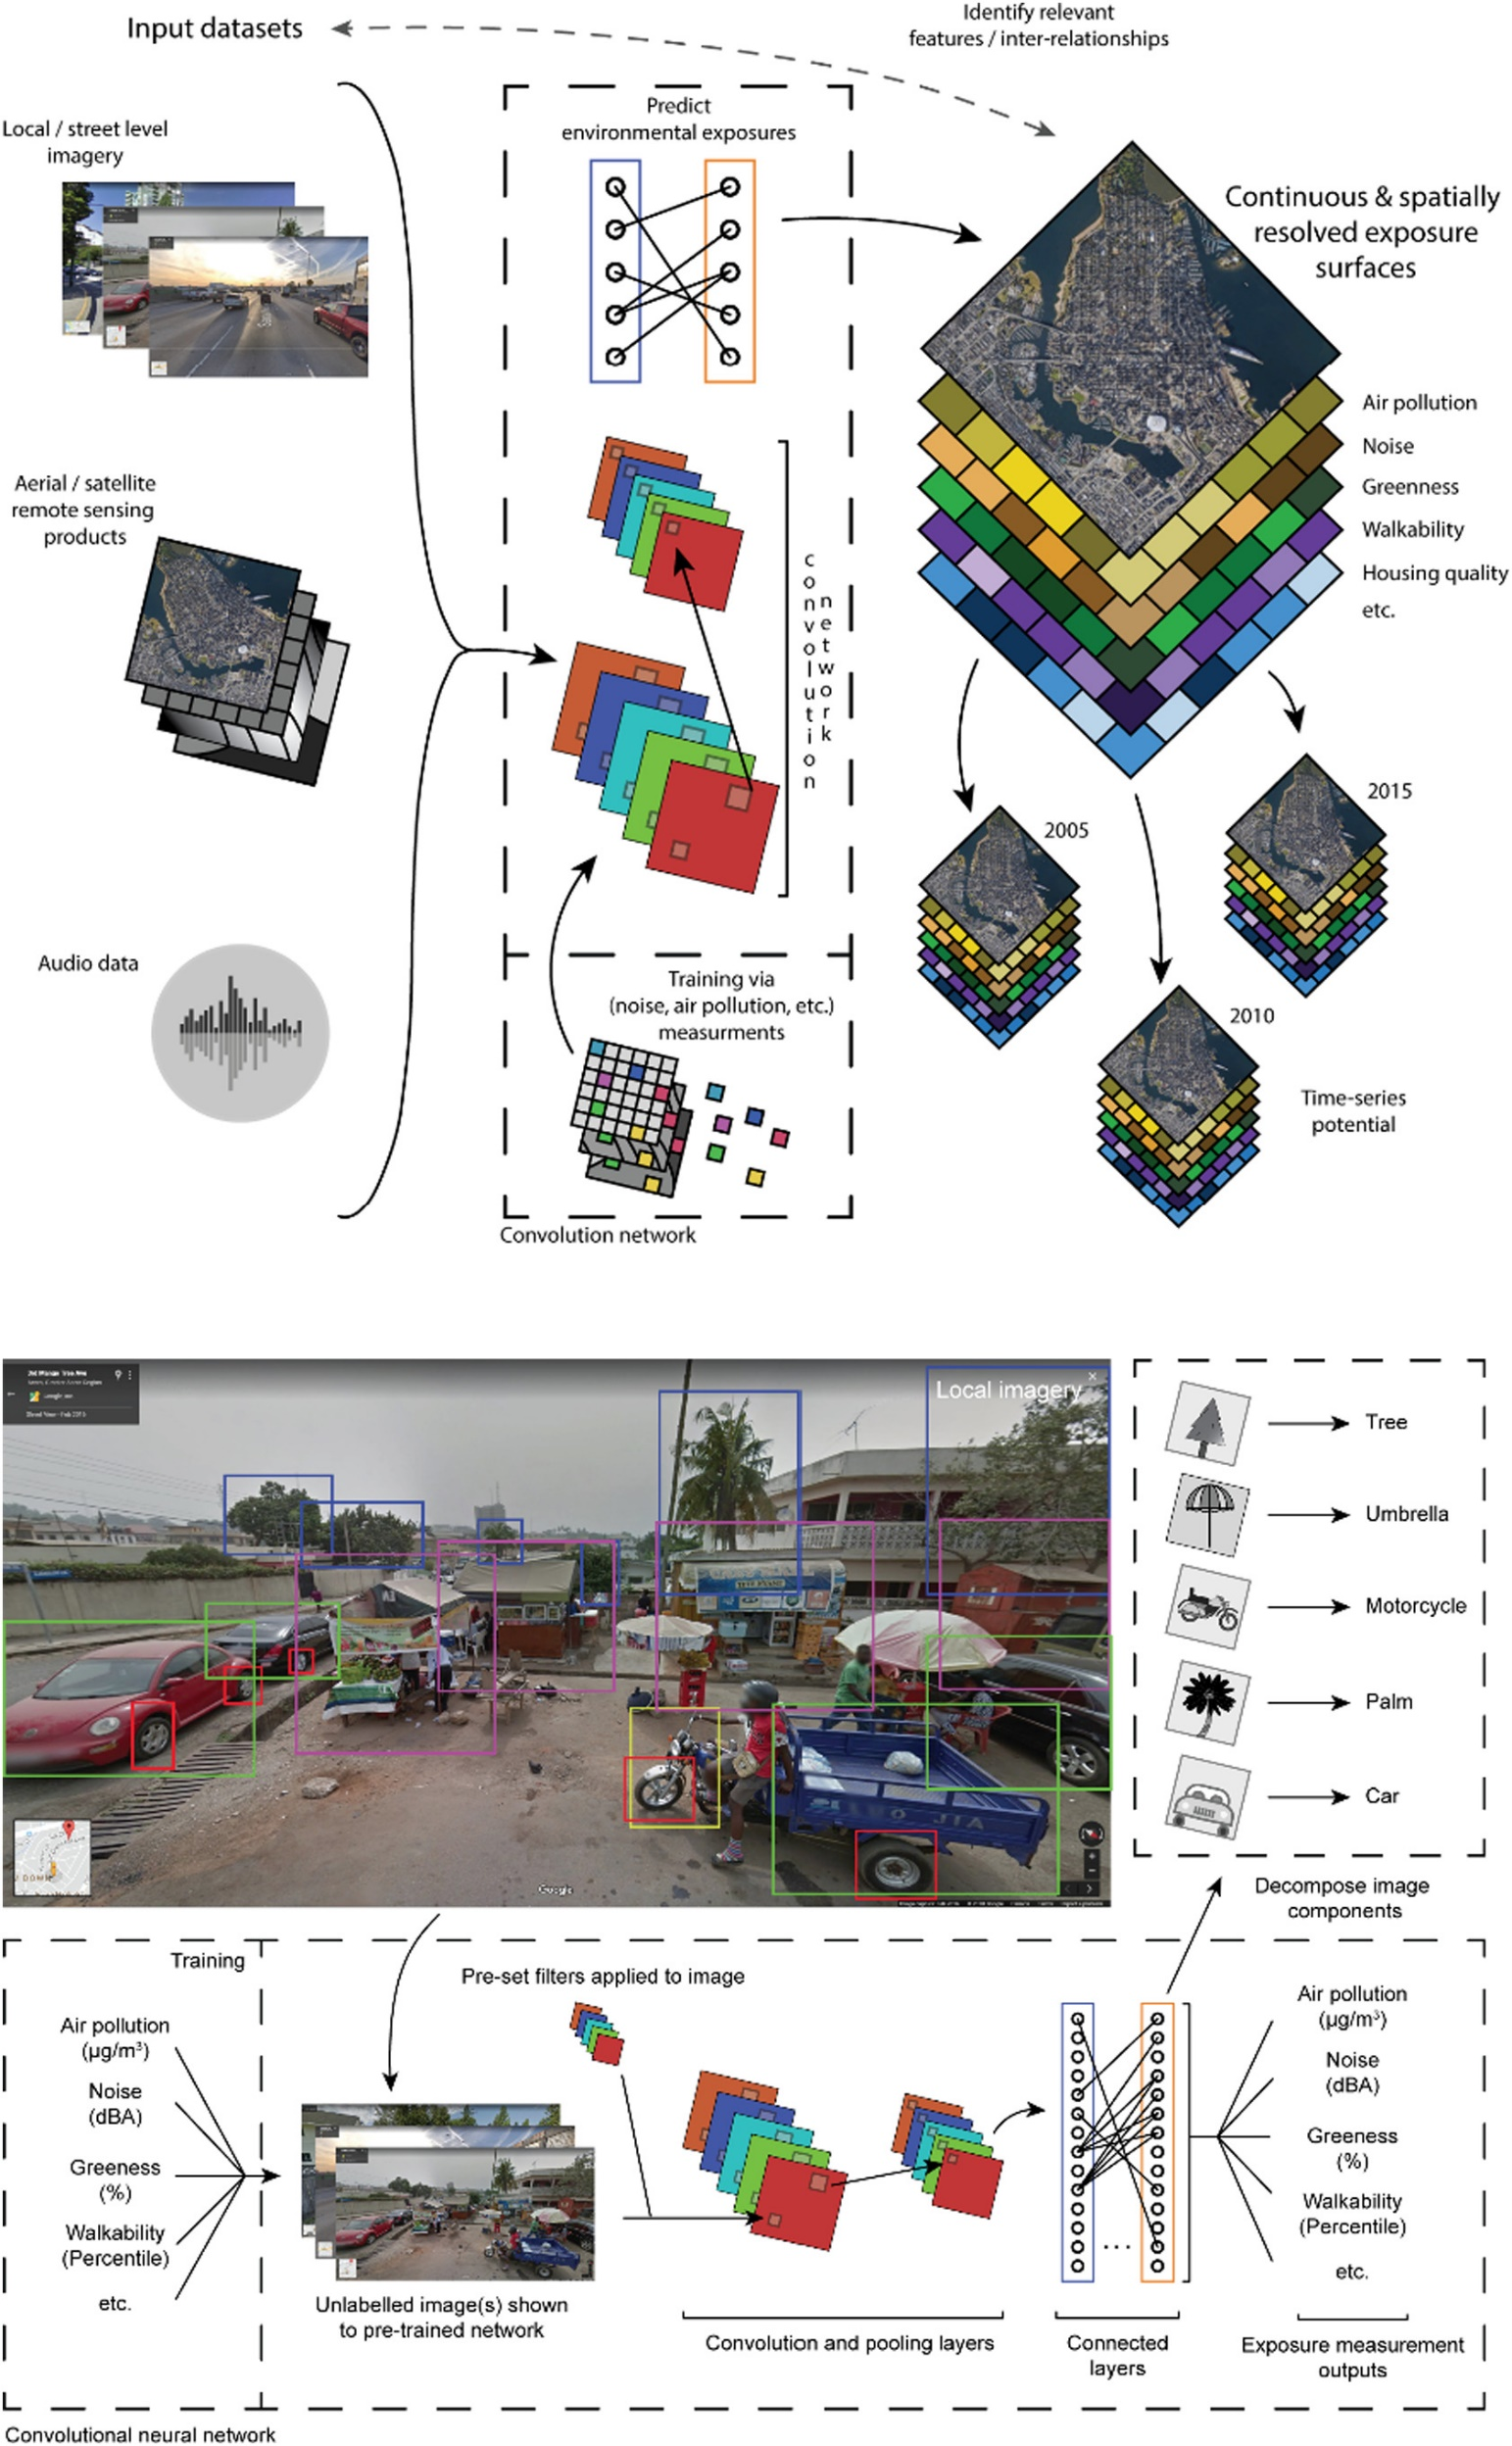 Input datasets
Identify relevant
features / inter-relationships
Local / street level
imagery
Predict
environmental exposures
Continuous & spatially
resolved exposure
surfaces
Air pollution
Noise
Greenness
Walkability
Housing quality
etc.
Aerial / satellite
remote sensing
products
convolution
network
Audio data
Training via
(noise, air pollution, etc.)
measurments
Convolution network
2005
2015
2010
Time-series
potential
Local imagery
Google
Tree
Umbrella
Motorcycle
Palm
Car
Decompose image
components
Training
Air pollution
(µg/m³)
Noise
(dBA)
Greeness
(%)
Walkability
(Percentile)
etc.
Pre-set filters applied to image
Unlabelled image(s) shown
to pre-trained network
Convolution and pooling layers
...
Connected
layers
Air pollution
(µg/m³)
Noise
(dBA)
Greeness
(%)
Walkability
(Percentile)
etc.
Exposure measurement
outputs
Convolutional neural network